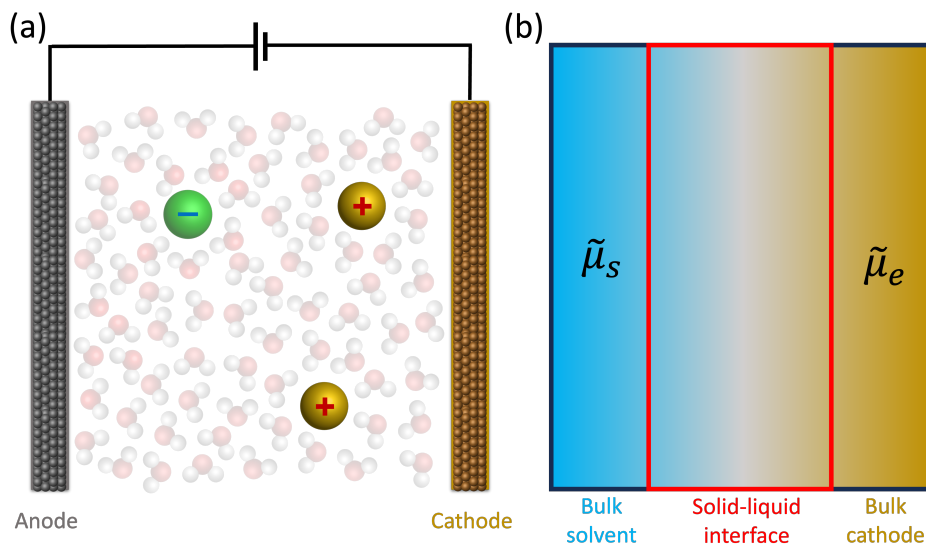 (a)
−
+
+
Anode
Cathode
(b)
μ̃ₛ
μ̃ₑ
Bulk
solvent
Solid-liquid
interface
Bulk
cathode